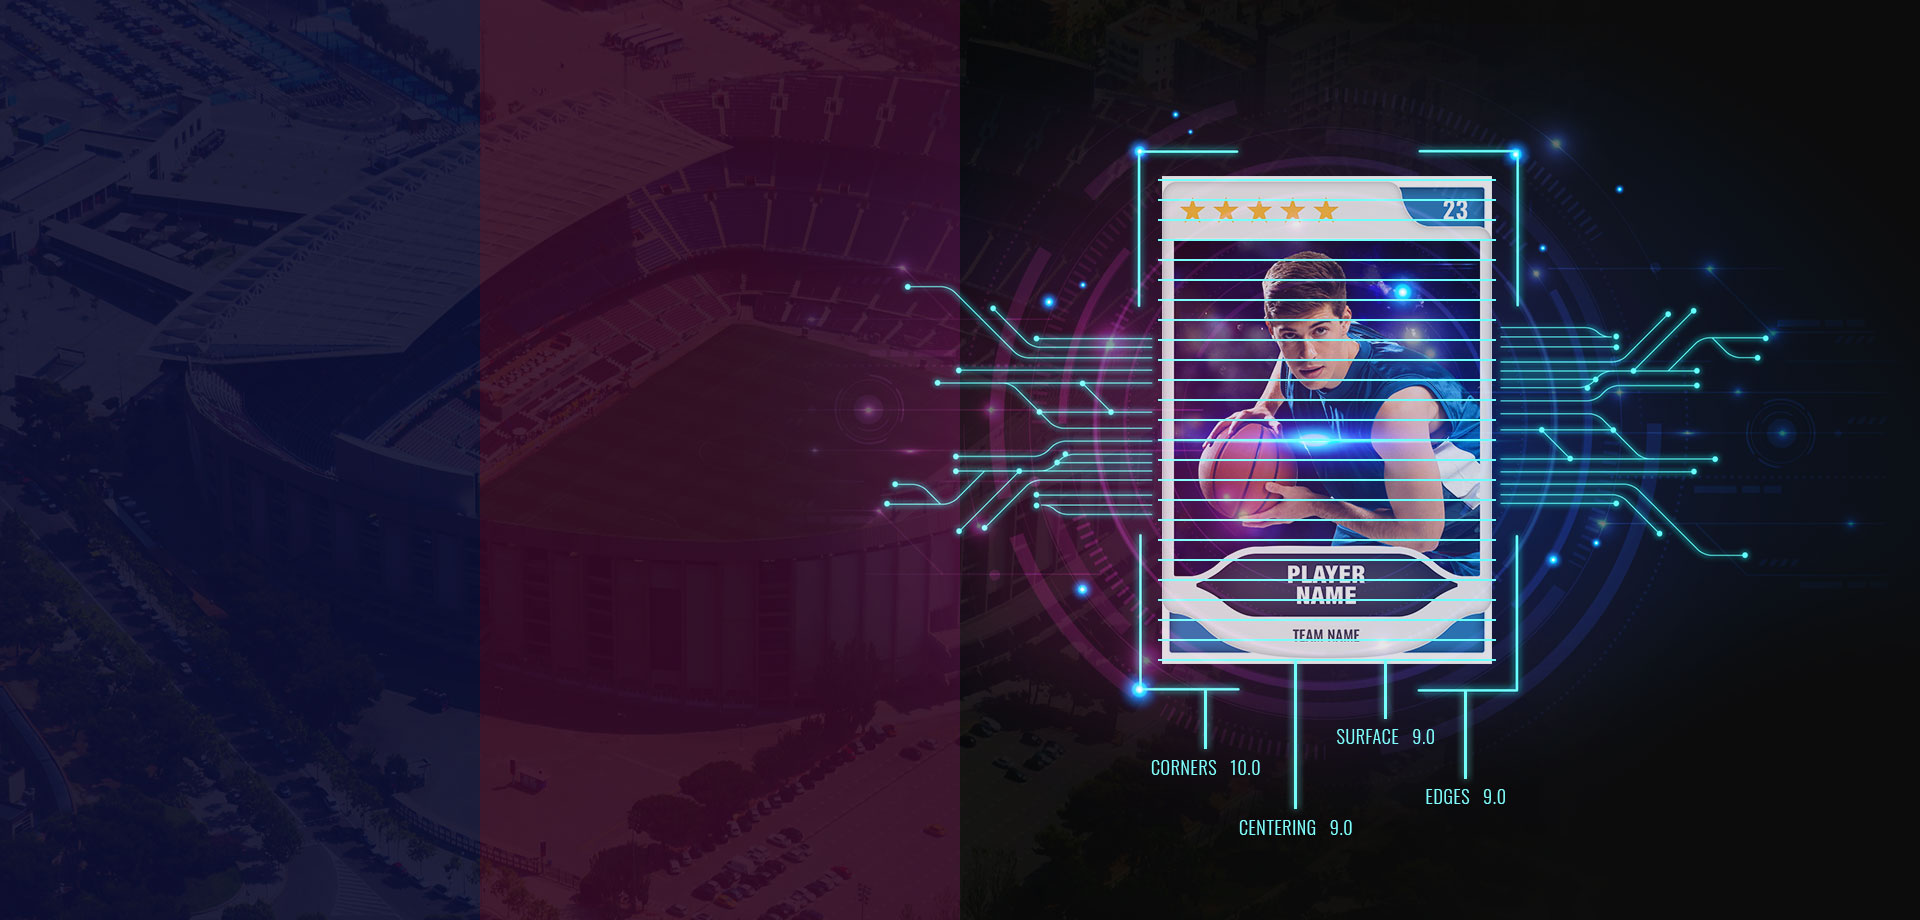 23
PLAYER
NAME
TEAM NAME
SURFACE 9.0
CORNERS 10.0
EDGES 9.0
CENTERING 9.0